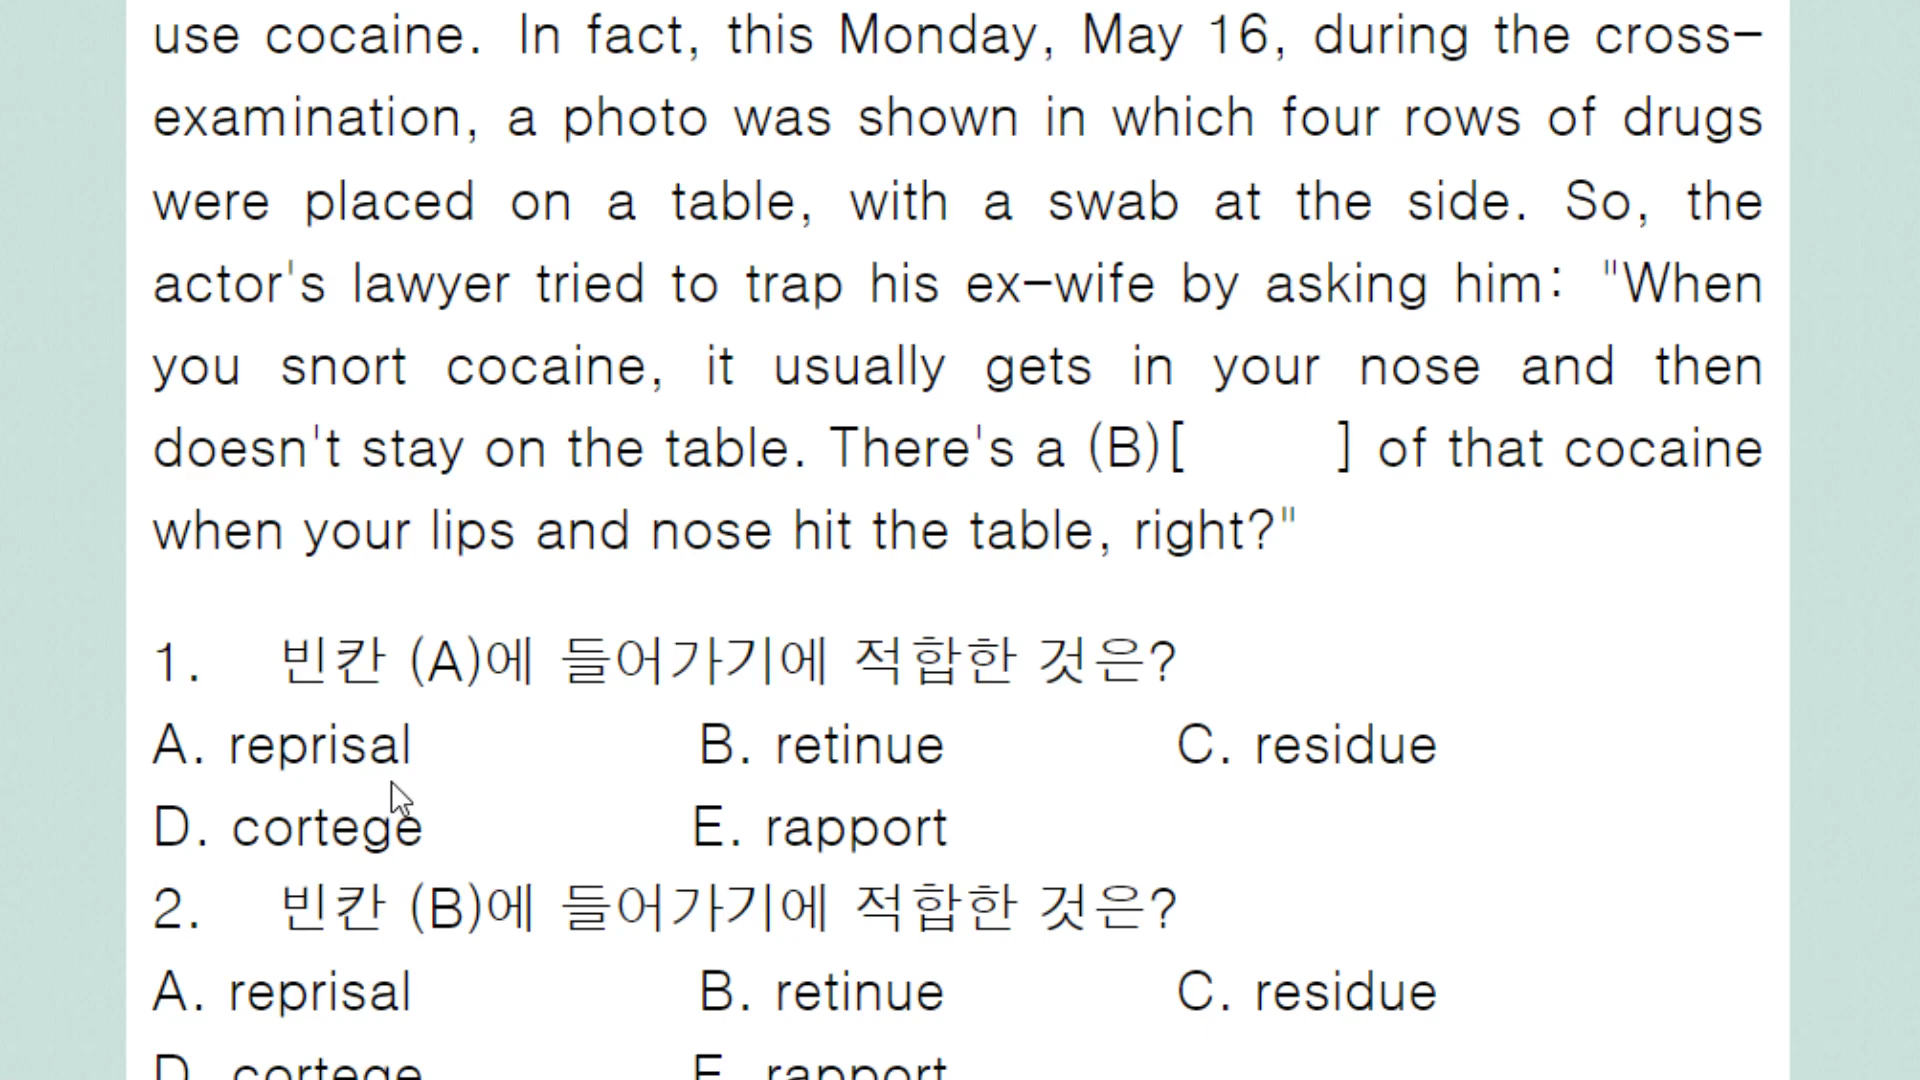 use cocaine. In fact, this Monday, May 16, during the cross-
examination, a photo was shown in which four rows of drugs
were placed on a table, with a swab at the side. So, the
actor's lawyer tried to trap his ex-wife by asking him: "When
you snort cocaine, it usually gets in your nose and then
doesn't stay on the table. There's a (B)[ ] of that cocaine
when your lips and nose hit the table, right?"
1. 빈칸 (A)에 들어가기에 적합한 것은?
A. reprisal B. retinue C. residue
D. cortege E. rapport
2. 빈칸 (B)에 들어가기에 적합한 것은?
A. reprisal B. retinue C. residue
D. cortege E. rapport